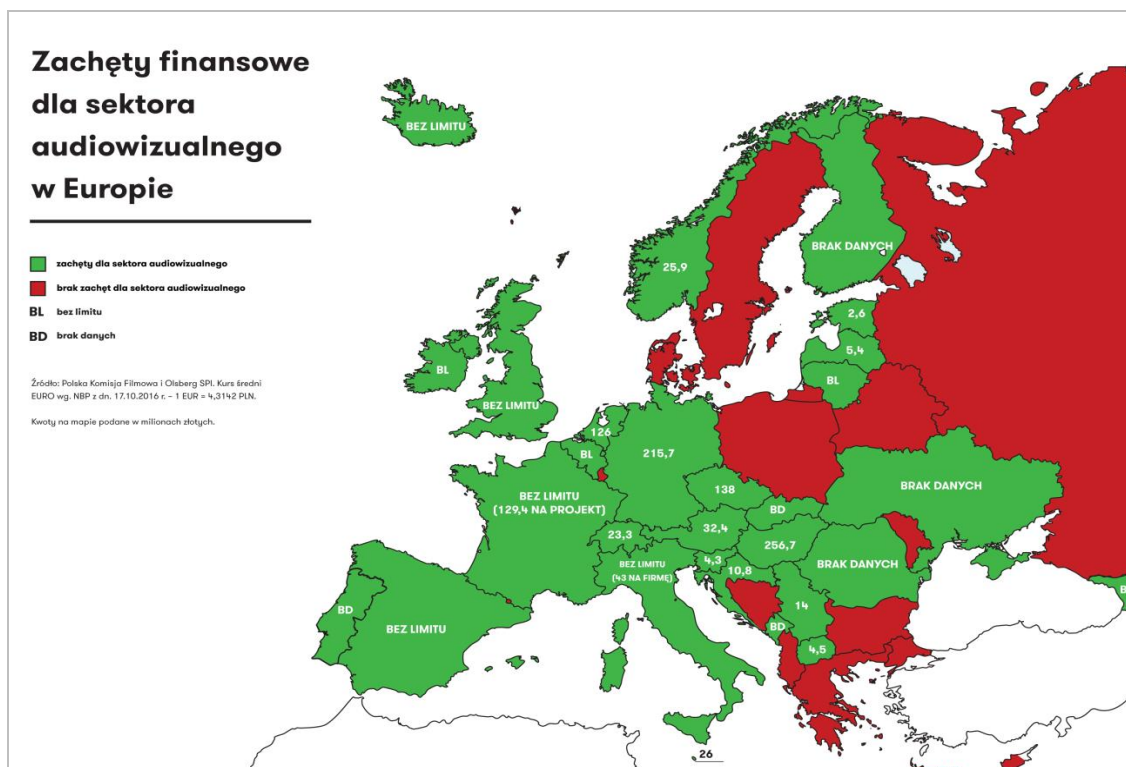 Zachęty finansowe
dla sektora
audiowizualnego
w Europie
zachęty dla sektora audiowizualnego
brak zachęt dla sektora audiowizualnego
BL bez limitu
BD brak danych
Źródło: Polska Komisja Filmowa i Olsberg SPI. Kurs średni
EURO wg. NBP z dn. 17.10.2016 r. – 1 EUR = 4,3142 PLN.
Kwoty na mapie podane w milionach złotych.
BEZ LIMITU
BRAK DANYCH
25,9
2,6
5,4
BL
BL
BEZ LIMITU
126
BL
215,7
BRAK DANYCH
138
BEZ LIMITU
(129,4 NA PROJEKT)
BD
32,4
23,3
256,7
4,3
BRAK DANYCH
BEZ LIMITU
(43 NA FIRMĘ)
10,8
14
BD
BD
BEZ LIMITU
4,5
26